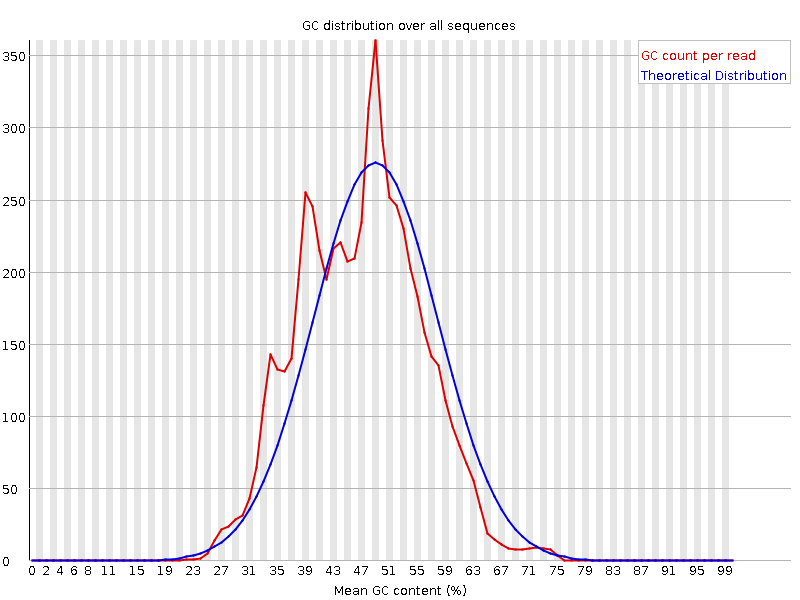 GC distribution over all sequences
GC count per read
Theoretical Distribution
350
300
250
200
150
100
50
0
0 2 4 6 8 11 15 19 23 27 31 35 39 43 47 51 55 59 63 67 71 75 79 83 87 91 95 99
Mean GC content (%)